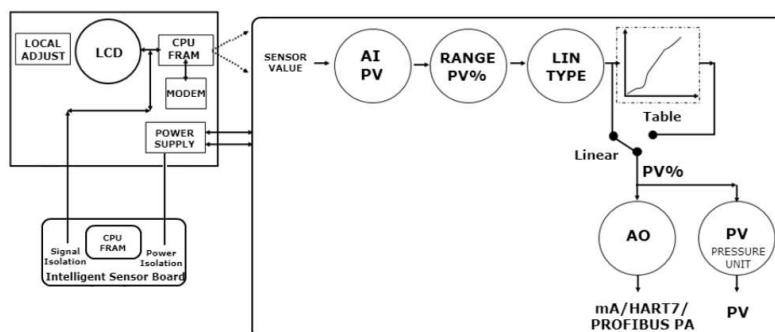 LOCAL
ADJUST
LCD
CPU
FRAM
MODEM
POWER
SUPPLY
CPU
FRAM
Signal
Isolation
Power
Isolation
Intelligent Sensor Board
SENSOR
VALUE
AI
PV
RANGE
PV%
LIN
TYPE
Table
Linear
PV%
AO
PV
PRESSURE
UNIT
mA/HART7/
PROFIBUS PA
PV